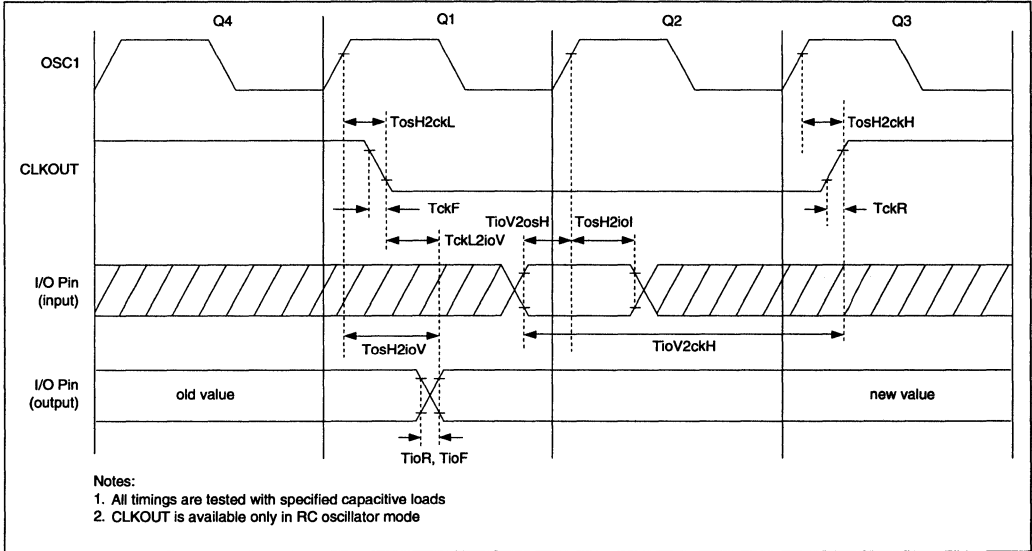 Q4 Q1 Q2 Q3
OSC1
TosH2ckL
TosH2ckH
CLKOUT
TckF
TioV2osH
TosH2ioI
TckR
TckL2ioV
I/O Pin
(input)
TosH2ioV
TioV2ckH
I/O Pin
(output)
old value
new value
TioR, TioF
Notes:
1. All timings are tested with specified capacitive loads
2. CLKOUT is available only in RC oscillator mode